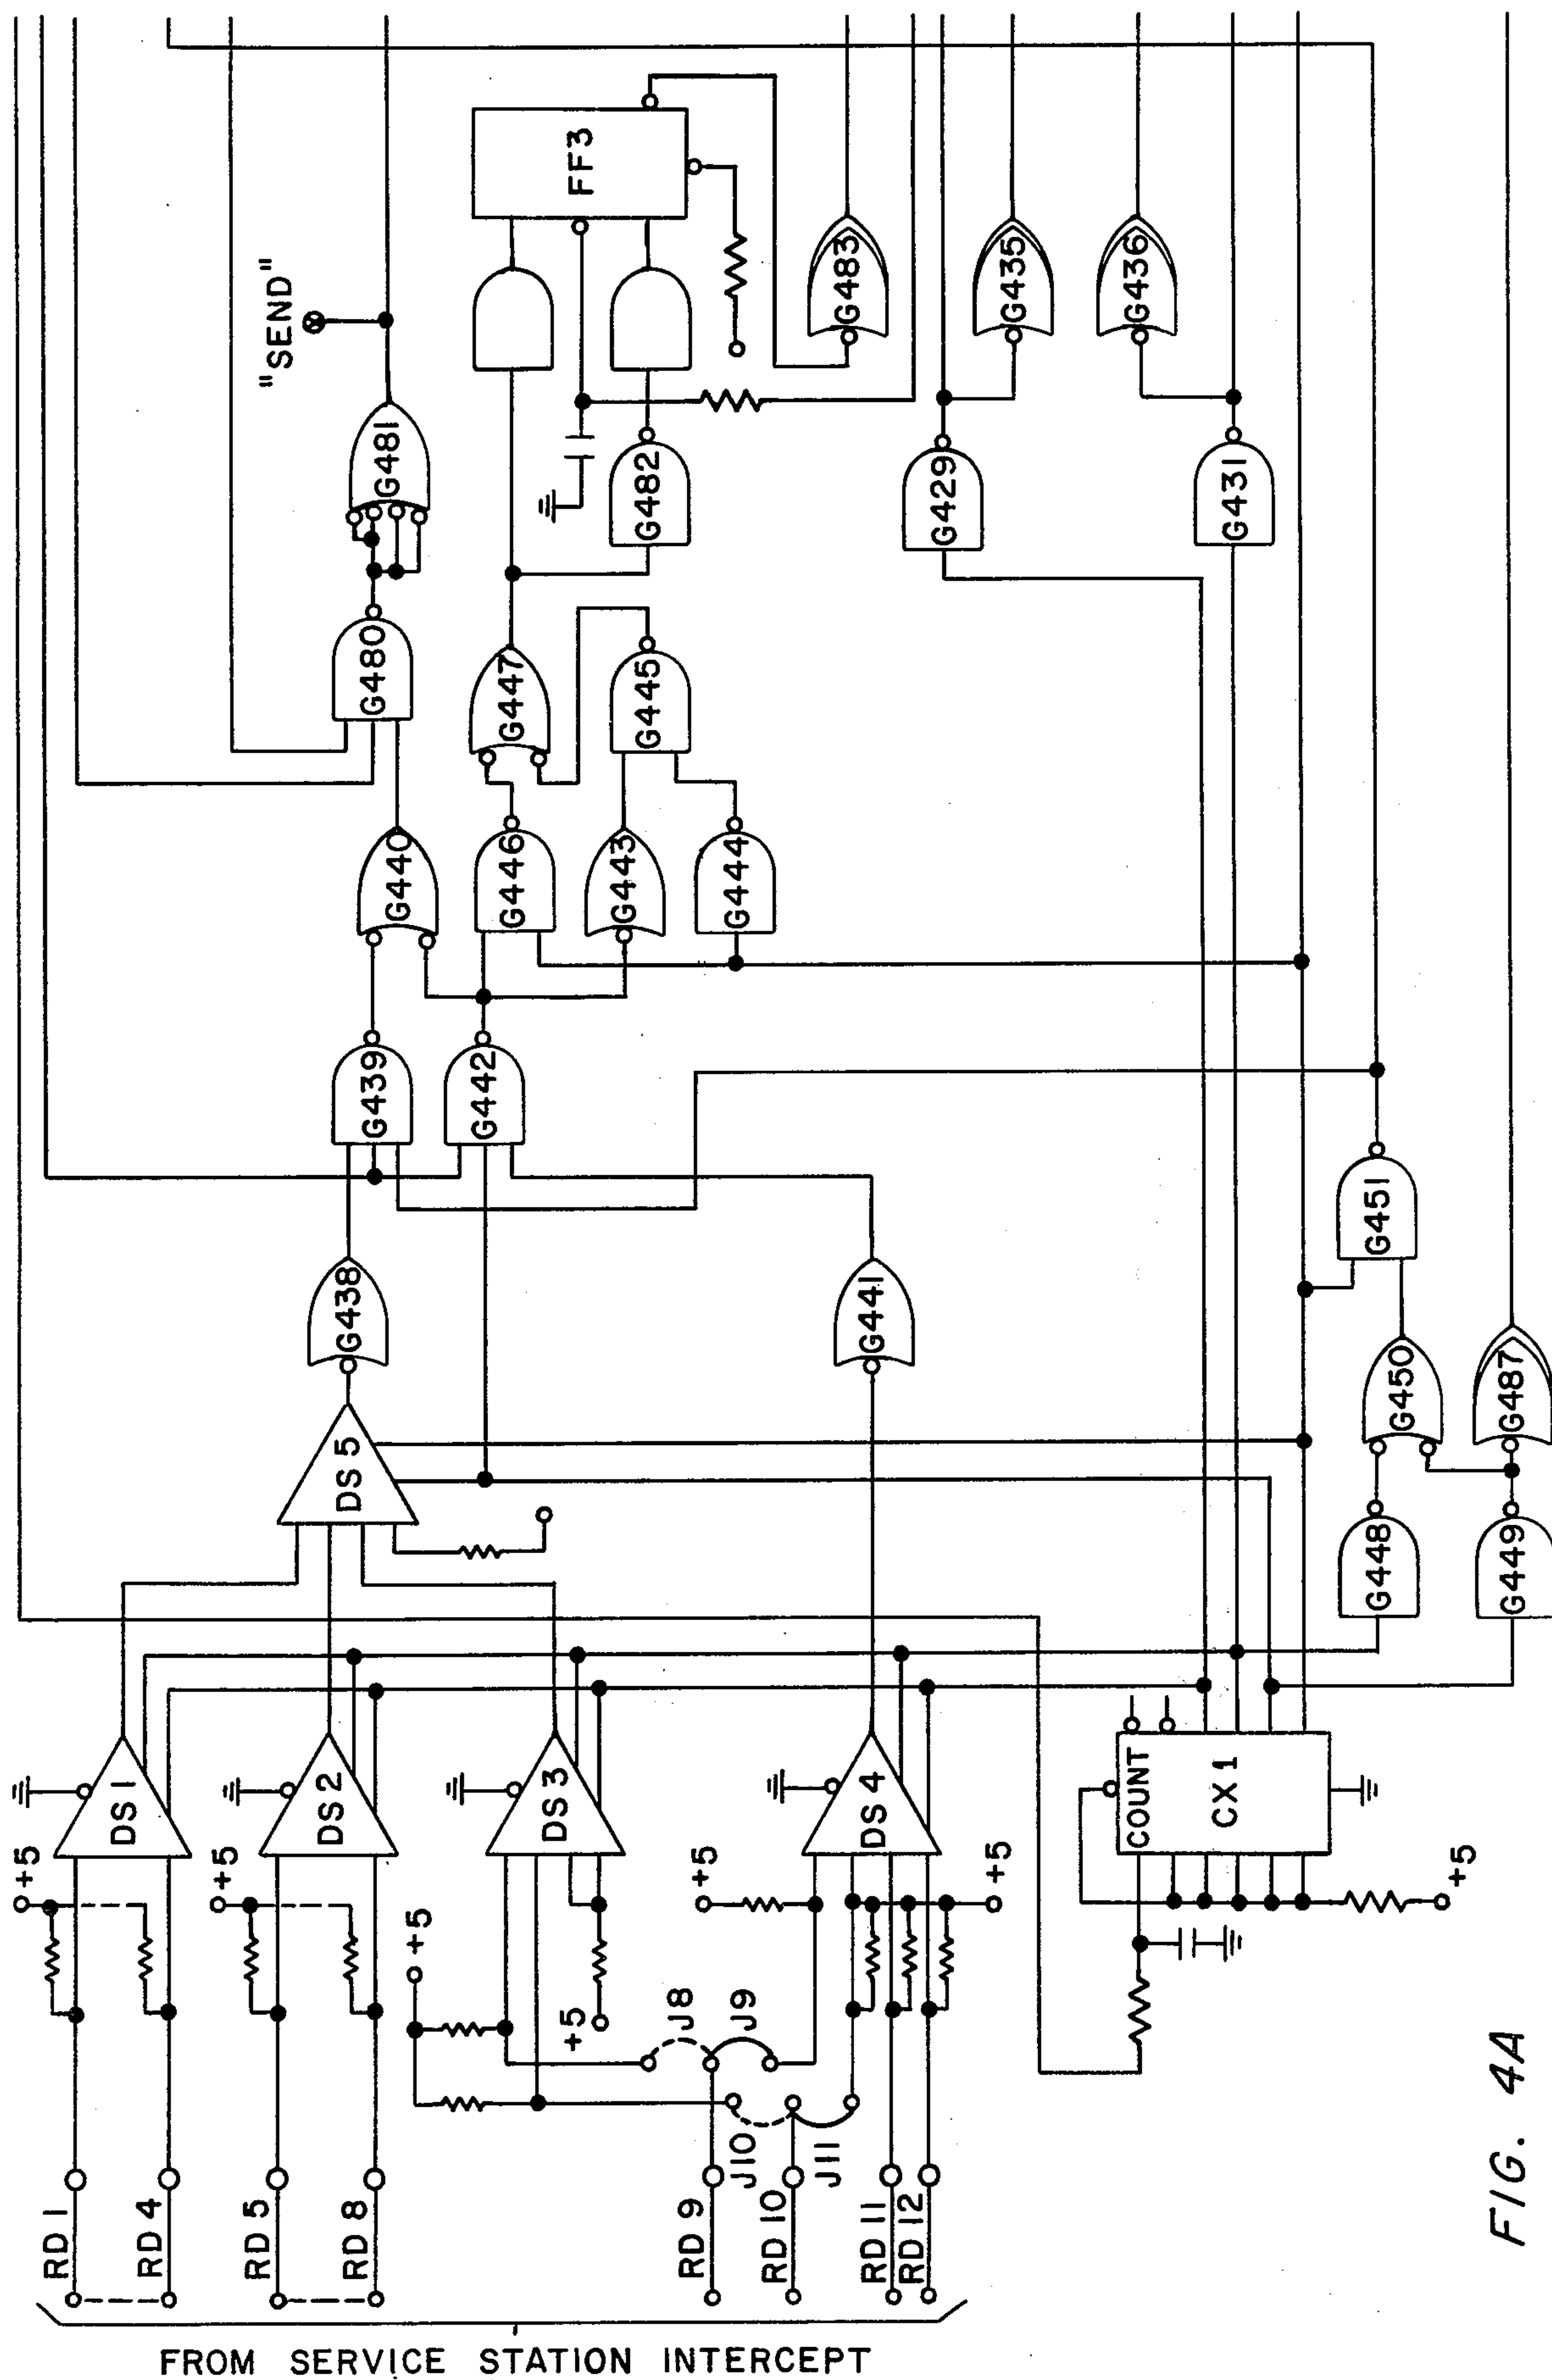 "SEND"
FF3
G481
G483
G435
G436
G482
G429
G431
G480
G447
G445
G440
G446
G443
G444
G439
G442
G451
G438
G441
G450
G487
DS 5
G448
G449
DS 1
DS 2
DS 3
DS 4
COUNT
CX 1
+5
+5
+5
+5
+5
+5
+5
J8
J9
J10
J11
RD 1
RD 4
RD 5
RD 8
RD 9
RD 10
RD 11
RD 12
FROM SERVICE STATION INTERCEPT
FIG. 4A